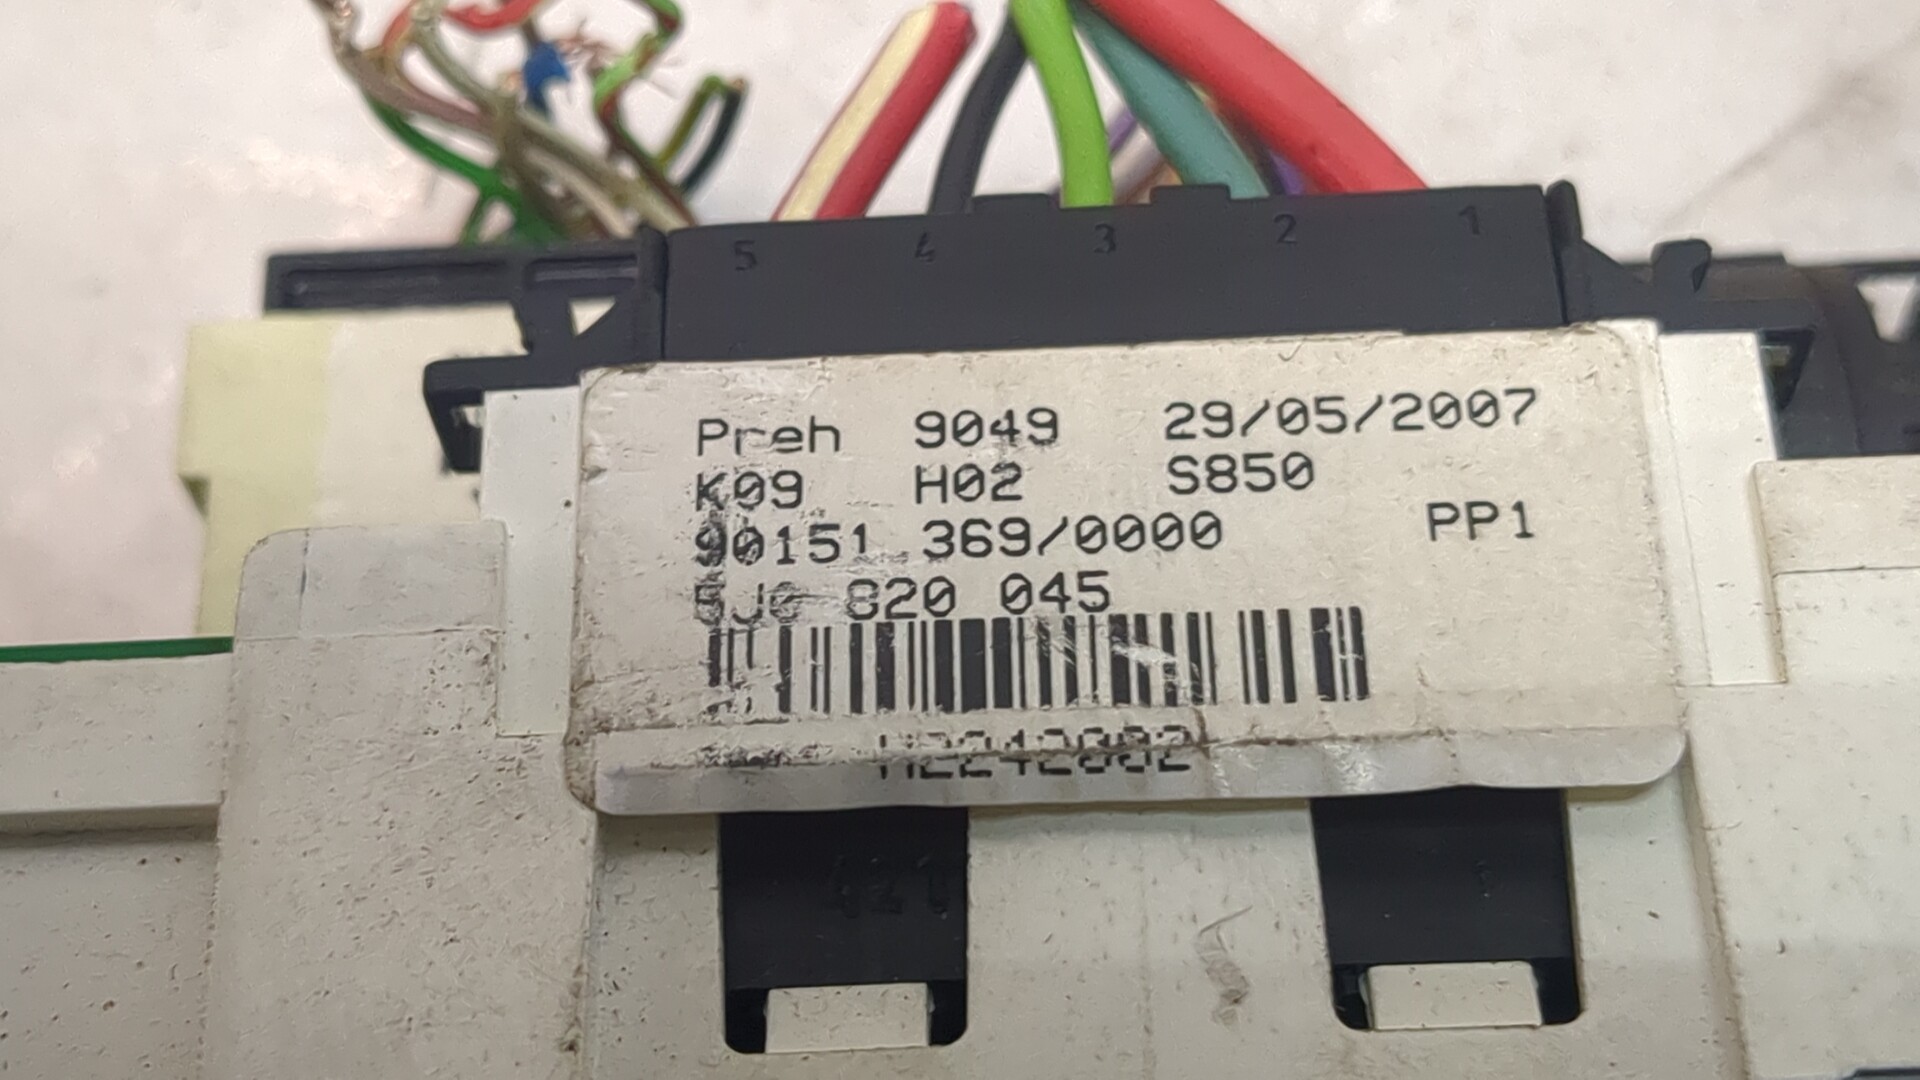 5 4 3 2 1
Preh 9049 29/05/2007
K09 H02 S850
90151 369/0000 PP1
820 045